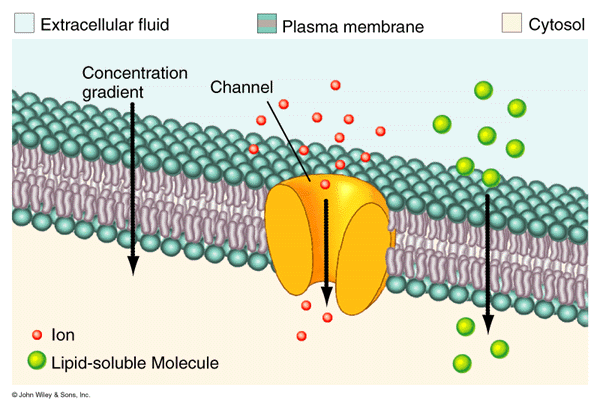 Extracellular fluid
Plasma membrane
Cytosol
Concentration
gradient
Channel
Ion
Lipid-soluble Molecule
© John Wiley & Sons, Inc.